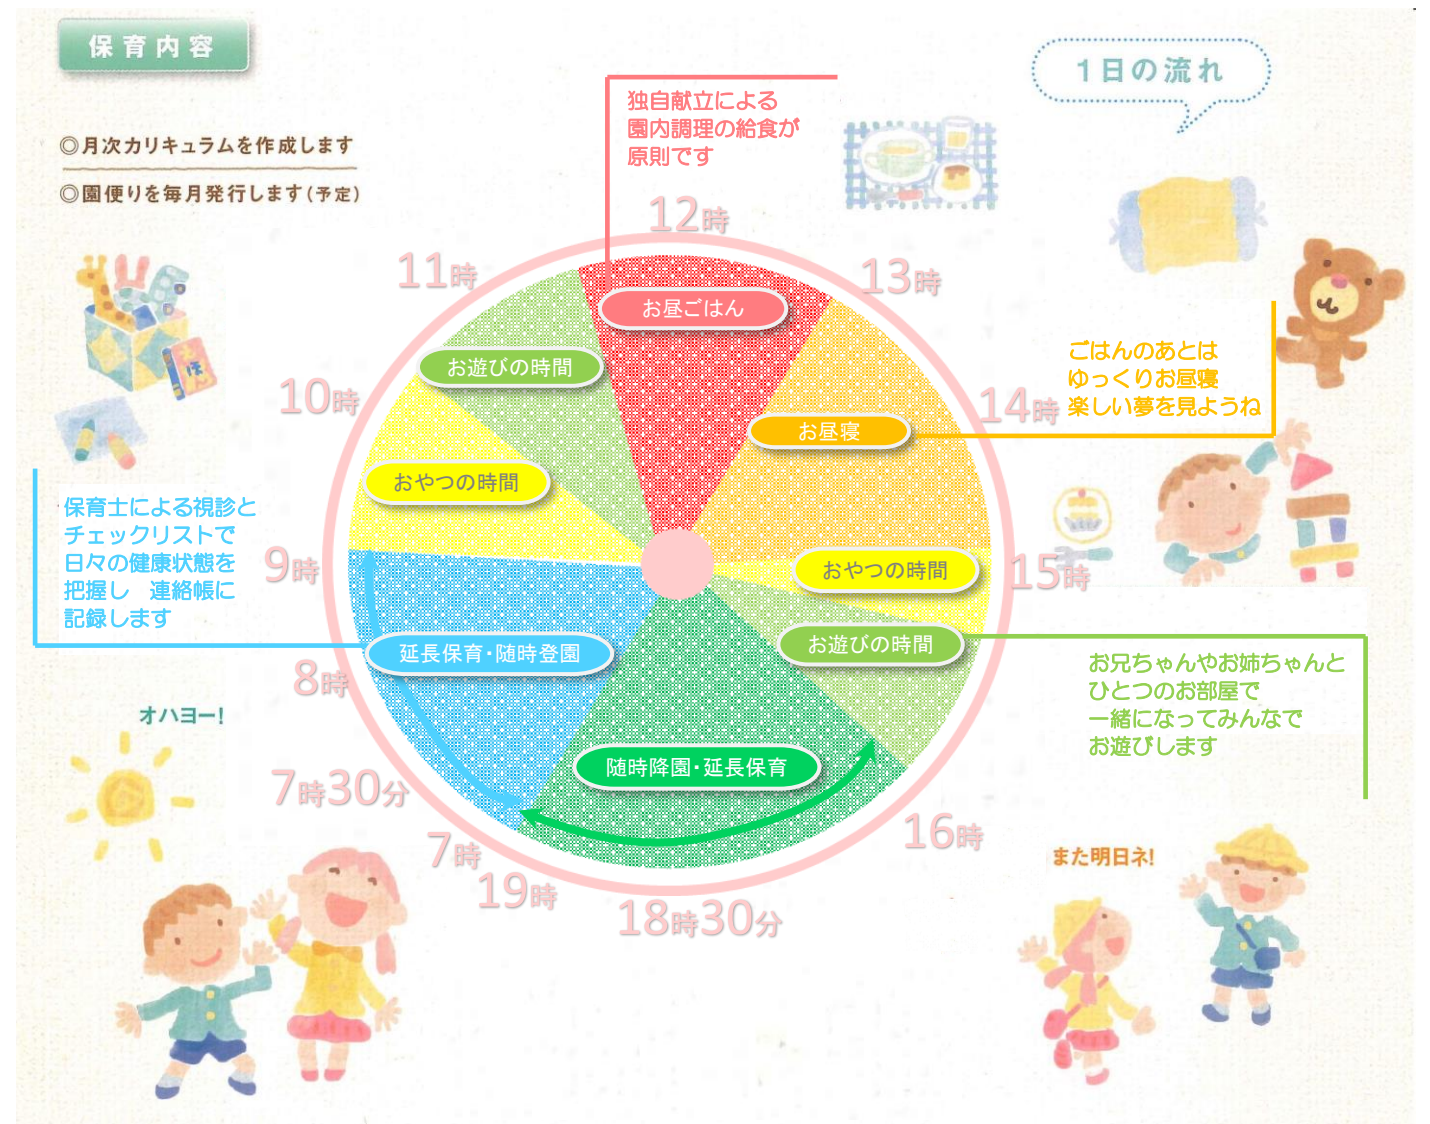 保育内容
1日の流れ
◎月次カリキュラムを作成します
◎園便りを毎月発行します(予定)
独自献立による
園内調理の給食が
原則です
12時
11時
13時
お昼ごはん
お遊びの時間
10時
14時
ごはんのあとは
ゆっくりお昼寝
楽しい夢を見ようね
お昼寝
おやつの時間
えほん
保育士による視診と
チェックリストで
日々の健康状態を
把握し　連絡帳に
記録します
9時
おやつの時間
15時
お遊びの時間
延長保育・随時登園
お兄ちゃんやお姉ちゃんと
ひとつのお部屋で
一緒になってみんなで
お遊びします
8時
オハヨー!
随時降園・延長保育
7時30分
16時
7時
19時
18時30分
また明日ネ!